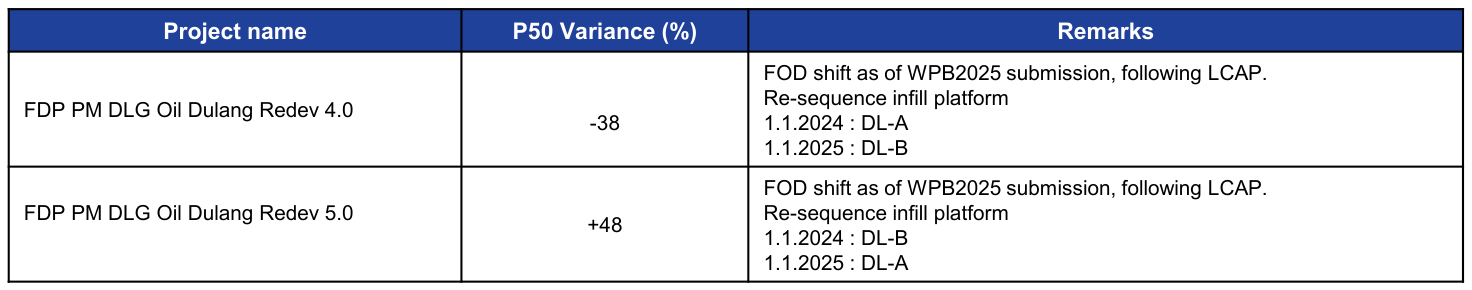 Project name
P50 Variance (%)
Remarks
FDP PM DLG Oil Dulang Redev 4.0
-38
FOD shift as of WPB2025 submission, following LCAP.
Re-sequence infill platform
1.1.2024 : DL-A
1.1.2025 : DL-B
FDP PM DLG Oil Dulang Redev 5.0
+48
FOD shift as of WPB2025 submission, following LCAP.
Re-sequence infill platform
1.1.2024 : DL-B
1.1.2025 : DL-A